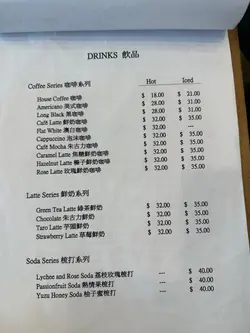 DRINKS 飲品
Coffee Series 咖啡系列 Hot Iced
House Coffee 咖啡 $ 18.00 $ 21.00
Americano 美式咖啡 $ 28.00 $ 31.00
Long Black 黑咖啡 $ 28.00 $ 31.00
Café Latte 鮮奶咖啡 $ 32.00 $ 35.00
Flat White 澳白咖啡 $ 32.00 ---
Cappuccino 泡沫咖啡 $ 32.00 $ 35.00
Café Mocha 朱古力咖啡 $ 32.00 $ 35.00
Caramel Latte 焦糖鮮奶咖啡 $ 32.00 $ 35.00
Hazelnut Latte 榛子鮮奶咖啡 $ 32.00 $ 35.00
Rose Latte 玫瑰鮮奶咖啡 $ 32.00 $ 35.00
Latte Series 鮮奶系列
Green Tea Latte 綠茶鮮奶 $ 32.00 $ 35.00
Chocolate 朱古力鮮奶 $ 32.00 $ 35.00
Taro Latte 芋圓鮮奶 $ 32.00 $ 35.00
Strawberry Latte 草莓鮮奶 $ 32.00 $ 35.00
Soda Series 梳打系列
Lychee and Rose Soda 荔枝玫瑰梳打 --- $ 40.00
Passionfruit Soda 熱情果梳打 --- $ 40.00
Yuzu Honey Soda 柚子蜜梳打 --- $ 40.00